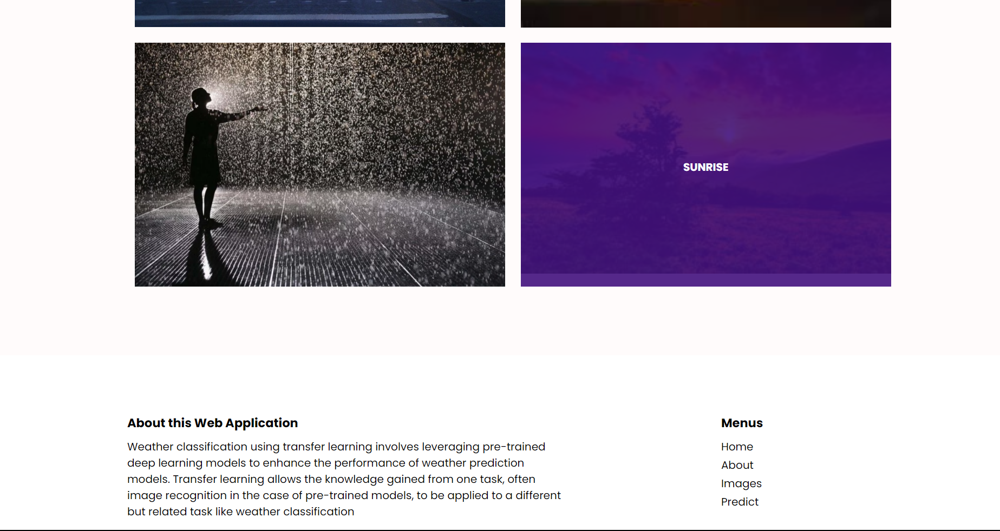 SUNRISE
About this Web Application
Weather classification using transfer learning involves leveraging pre-trained
deep learning models to enhance the performance of weather prediction
models. Transfer learning allows the knowledge gained from one task, often
image recognition in the case of pre-trained models, to be applied to a different
but related task like weather classification
Menus
Home
About
Images
Predict